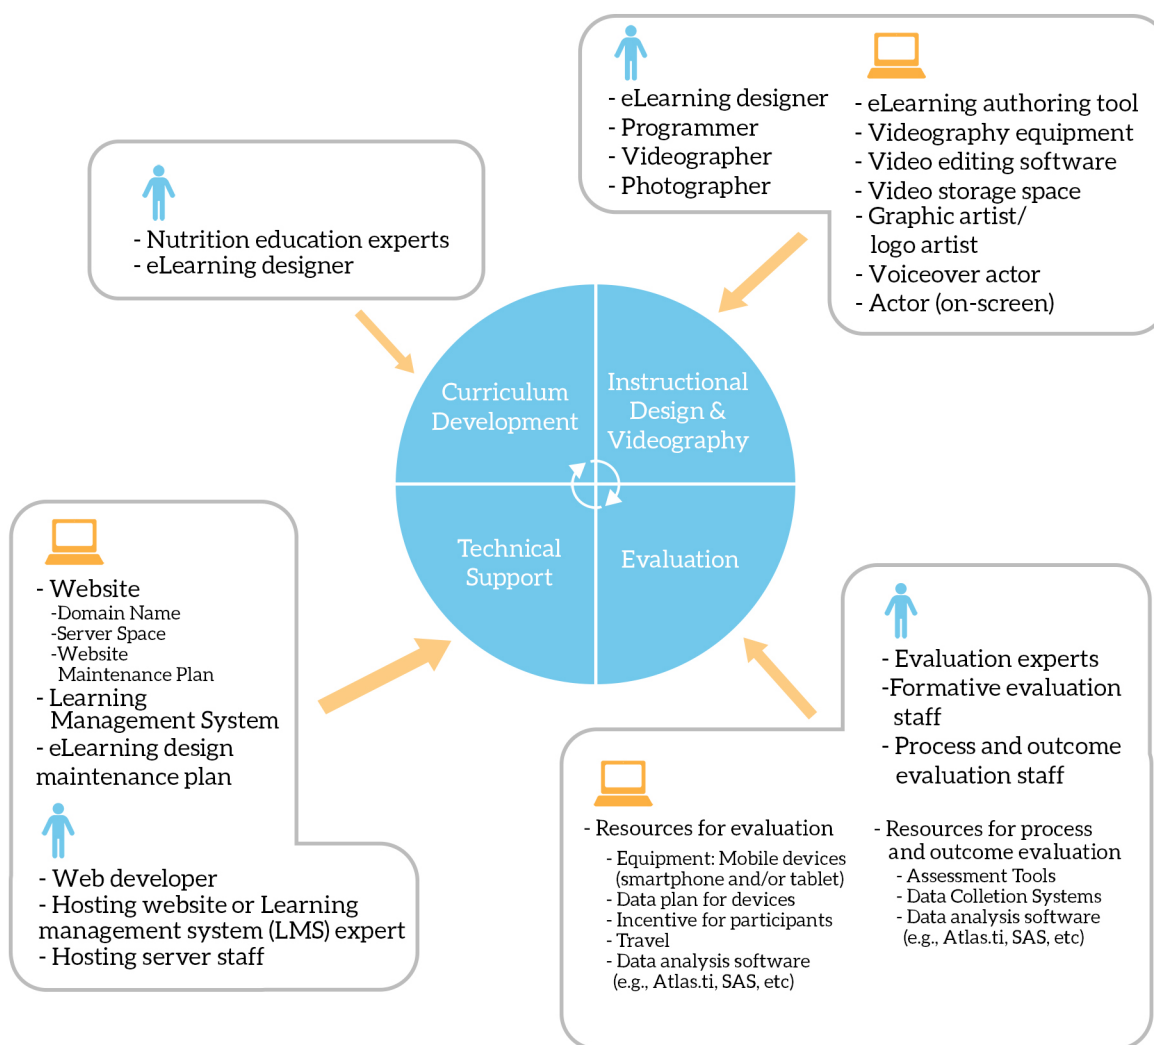 - eLearning designer
- Programmer
- Videographer
- Photographer
- eLearning authoring tool
- Videography equipment
- Video editing software
- Video storage space
- Graphic artist/
logo artist
- Voiceover actor
- Actor (on-screen)
- Nutrition education experts
- eLearning designer
Curriculum
Development
Instructional
Design &
Videography
Technical
Support
Evaluation
- Website
-Domain Name
-Server Space
-Website
Maintenance Plan
- Learning
Management System
- eLearning design
maintenance plan
- Web developer
- Hosting website or Learning
management system (LMS) expert
- Hosting server staff
- Evaluation experts
-Formative evaluation
staff
- Process and outcome
evaluation staff
- Resources for evaluation
- Equipment: Mobile devices
(smartphone and/or tablet)
- Data plan for devices
- Incentive for participants
- Travel
- Data analysis software
(e.g., Atlas.ti, SAS, etc)
- Resources for process
and outcome evaluation
- Assessment Tools
- Data Colletion Systems
- Data analysis software
(e.g., Atlas.ti, SAS, etc)